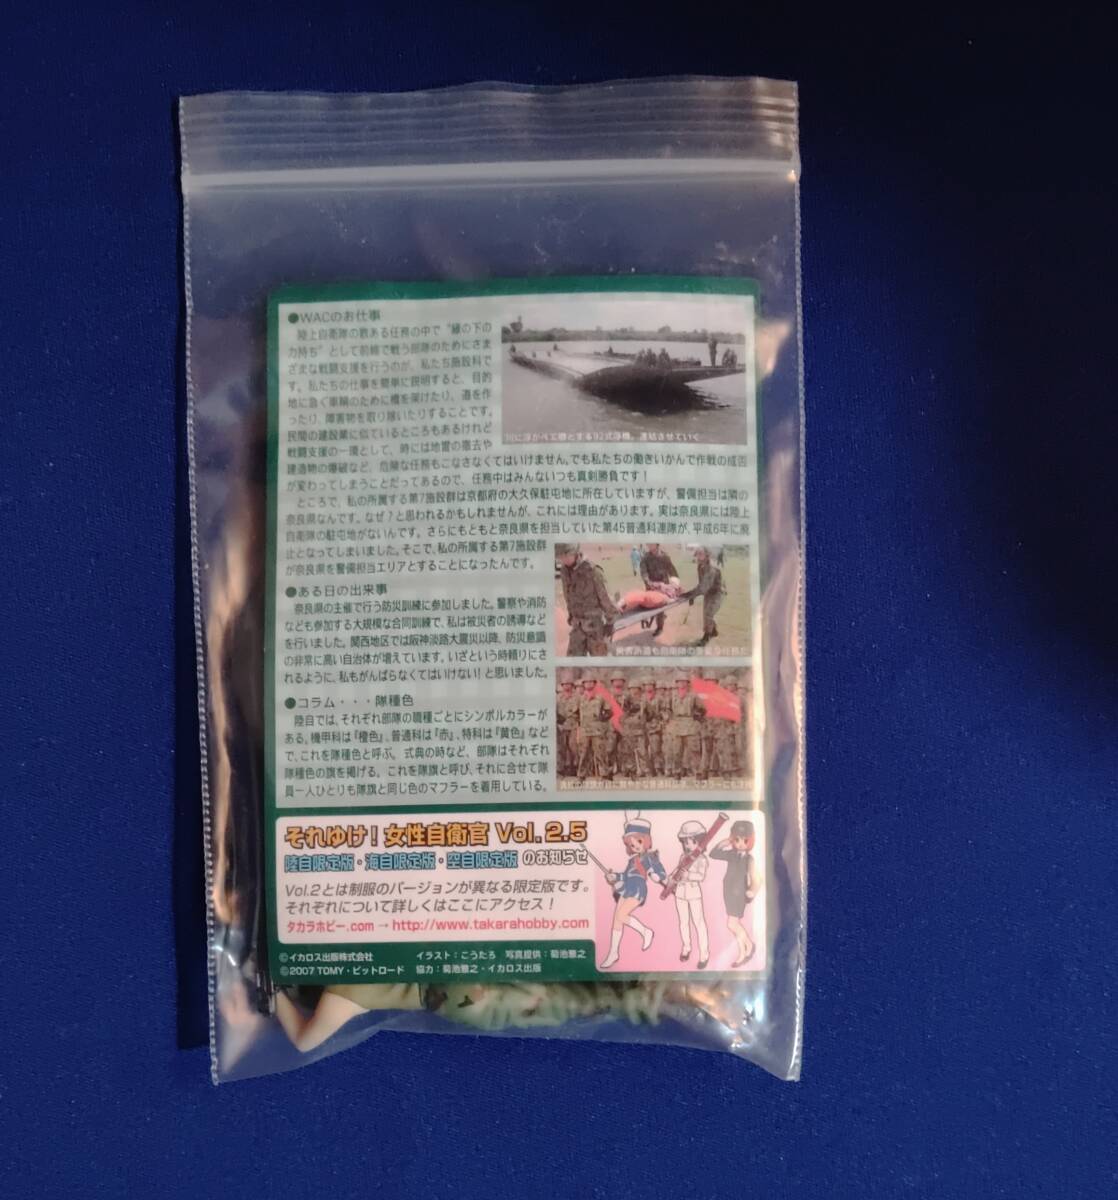 ●WACのお仕事
陸上自衛隊の数ある任務の中で“縁の下の
力持ち”として前線で戦う部隊のためにさま
ざまな戦闘支援を行うのが、私たち施設科で
す。私たちの仕事を簡単に説明すると、目的
地に急ぐ車輌のために橋を架けたり、道を作
ったり、障害物を取り除いたりすることです。
民間の建設業に似ているところもあるけれど
戦闘支援の一環として、時には地雷の撤去や
建造物の爆破など、危険な任務もこなさなくてはいけません。でも私たちの働きいかんで作戦の成否
が変わってしまうことだってあるので、任務中はみんないつも真剣勝負です！
ところで、私の所属する第7施設群は京都府の大久保駐屯地に所在していますが、警備担当は隣の
奈良県なんです。なぜ？と思われるかもしれませんが、これには理由があります。実は奈良県には陸上
自衛隊の駐屯地がないんです。さらにもともと奈良県を担当していた第45普通科連隊が、平成6年に廃
止となってしまいました。そこで、私の所属する第7施設群
が奈良県を警備担当エリアとすることになったんです。
川に浮かべ工橋とする92式浮橋。連結させていく
●ある日の出来事
奈良県の主催で行う防災訓練に参加しました。警察や消防
なども参加する大規模な合同訓練で、私は被災者の誘導など
を行いました。関西地区では阪神淡路大震災以降、防災意識
の非常に高い自治体が増えています。いざという時頼りにさ
れるように、私もがんばらなくてはいけない！と思いました。
災害派遣も自衛隊の重要な任務だ
●コラム・・・隊種色
陸自では、それぞれ部隊の職種ごとにシンボルカラーが
ある。機甲科は『橙色』、普通科は『赤』、特科は『黄色』など
で、これを隊種色と呼ぶ。式典の時など、部隊はそれぞれ
隊種色の旗を掲げる。これを隊旗と呼び、それに合せて隊
員一人ひとりも隊旗と同じ色のマフラーを着用している。
それゆけ！女性自衛官 Vol.2.5
陸自限定版・海自限定版・空自限定版 のお知らせ
Vol.2とは制服のバージョンが異なる限定版です。
それぞれについて詳しくはここにアクセス！
タカラホビー.com → http://www.takarahobby.com
©イカロス出版株式会社 イラスト：こうたろ 写真提供：菊池雅之
©2007 TOMY・ピットロード 協力：菊池雅之・イカロス出版